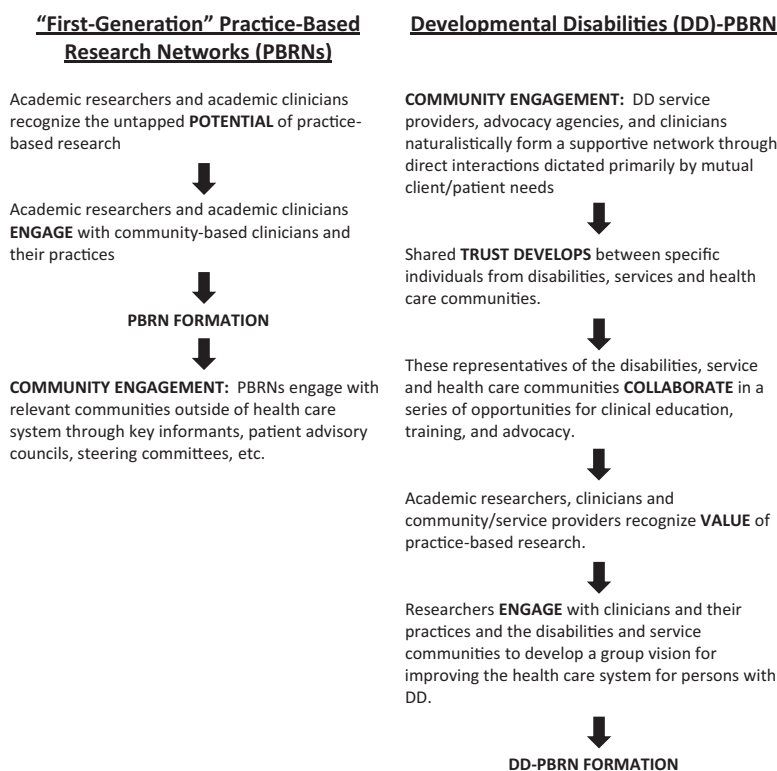 “First-Generation” Practice-Based
Research Networks (PBRNs)
Academic researchers and academic clinicians
recognize the untapped POTENTIAL of practice-
based research
Academic researchers and academic clinicians
ENGAGE with community-based clinicians and
their practices
PBRN FORMATION
COMMUNITY ENGAGEMENT: PBRNs engage with
relevant communities outside of health care
system through key informants, patient advisory
councils, steering committees, etc.
Developmental Disabilities (DD)-PBRN
COMMUNITY ENGAGEMENT: DD service
providers, advocacy agencies, and clinicians
naturalistically form a supportive network through
direct interactions dictated primarily by mutual
client/patient needs
Shared TRUST DEVELOPS between specific
individuals from disabilities, services and health
care communities.
These representatives of the disabilities, service
and health care communities COLLABORATE in a
series of opportunities for clinical education,
training, and advocacy.
Academic researchers, clinicians and
community/service providers recognize VALUE of
practice-based research.
Researchers ENGAGE with clinicians and their
practices and the disabilities and service
communities to develop a group vision for
improving the health care system for persons with
DD.
DD-PBRN FORMATION